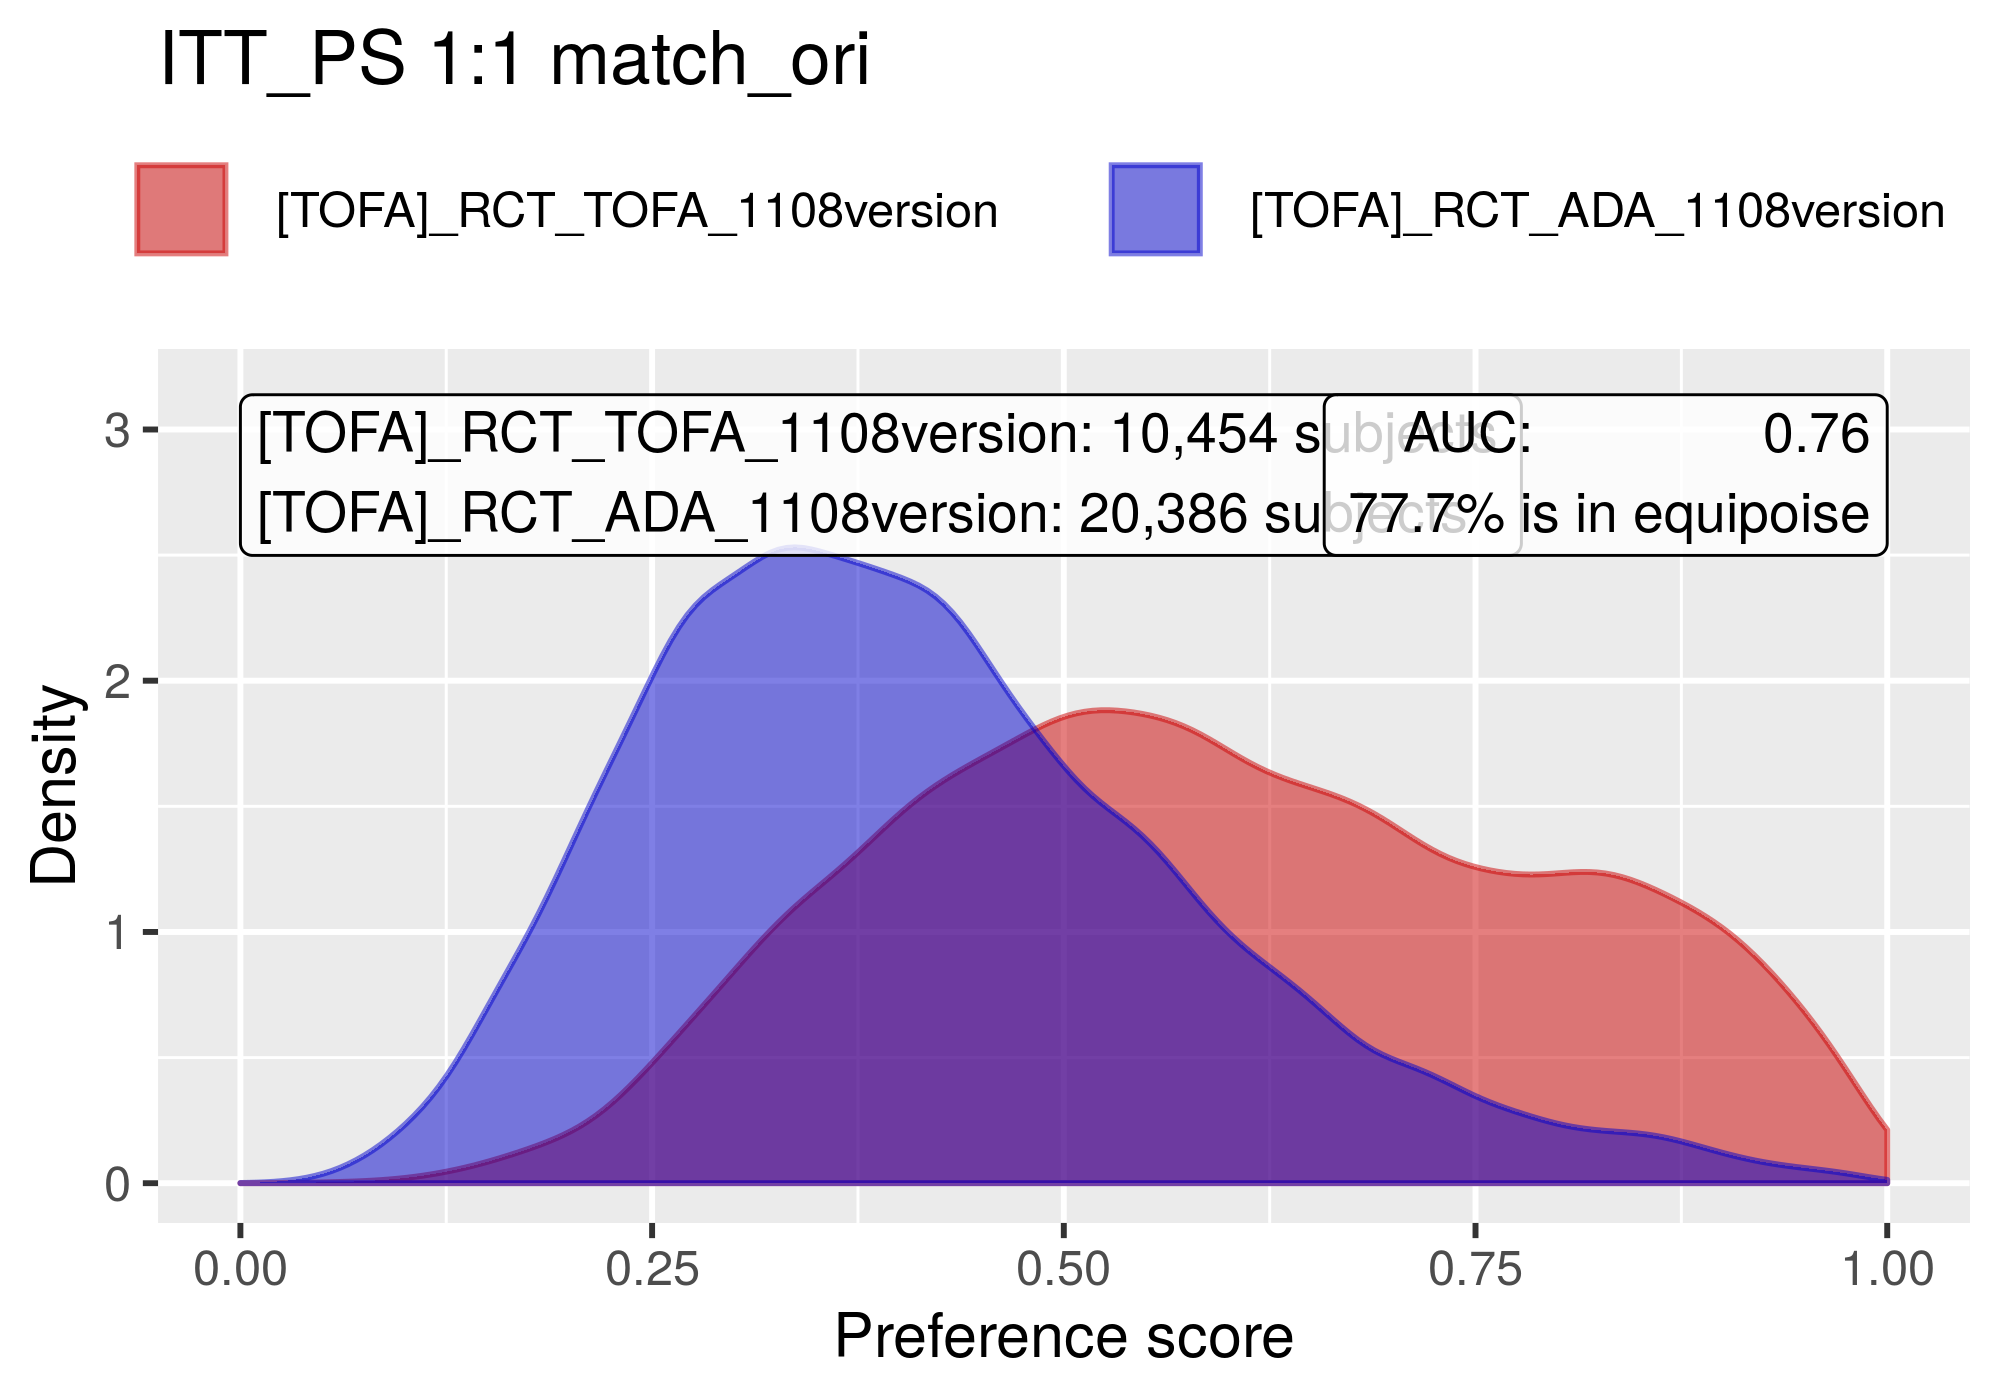 ITT_PS 1:1 match_ori
[TOFA]_RCT_TOFA_1108version
[TOFA]_RCT_ADA_1108version
[TOFA]_RCT_TOFA_1108version: 10,454 subjects
AUC: 0.76
[TOFA]_RCT_ADA_1108version: 20,386 subjects
77.7% is in equipoise
3
2
1
0
Density
0.00 0.25 0.50 0.75 1.00
Preference score